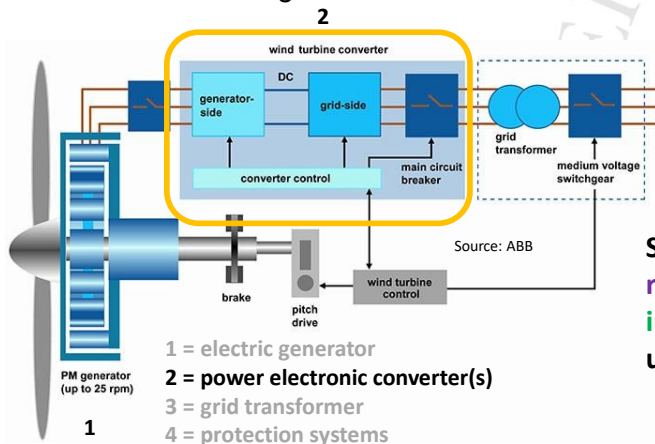 2
wind turbine converter
DC
generator-
side
grid-side
converter control
main circuit
breaker
grid
transformer
medium voltage
switchgear
Source: ABB
brake
pitch
drive
wind turbine
control
PM generator
(up to 25 rpm)
1
1 = electric generator
2 = power electronic converter(s)
3 = grid transformer
4 = protection systems